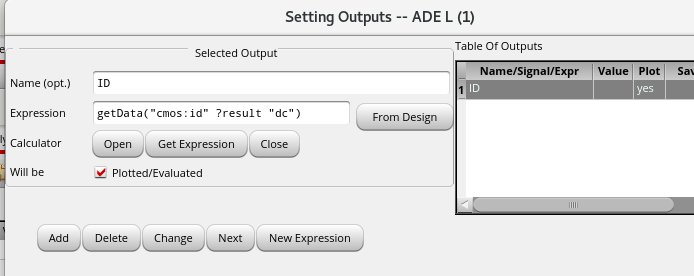 Setting Outputs -- ADE L (1)
Selected Output
Name (opt.) ID
Expression getData("cmos:id" ?result "dc")
From Design
Calculator Open Get Expression Close
Will be Plotted/Evaluated
Add Delete Change Next New Expression
Table Of Outputs
Name/Signal/Expr Value Plot Sav
1 ID yes